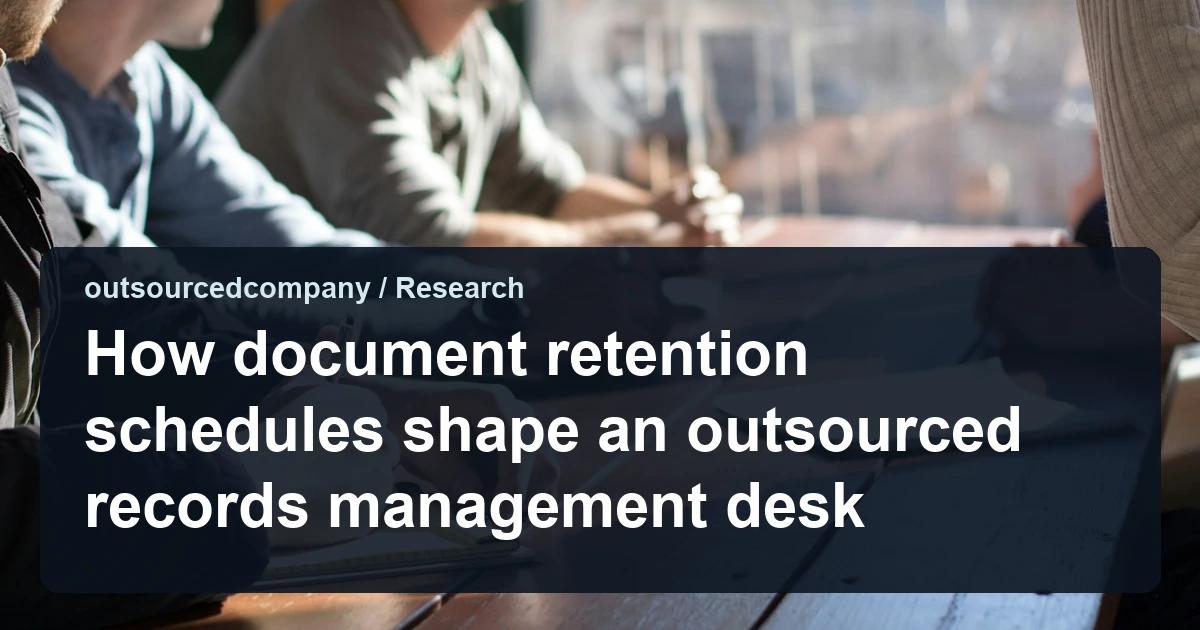 outsourcedcompany / Research
How document retention
schedules shape an outsourced
records management desk